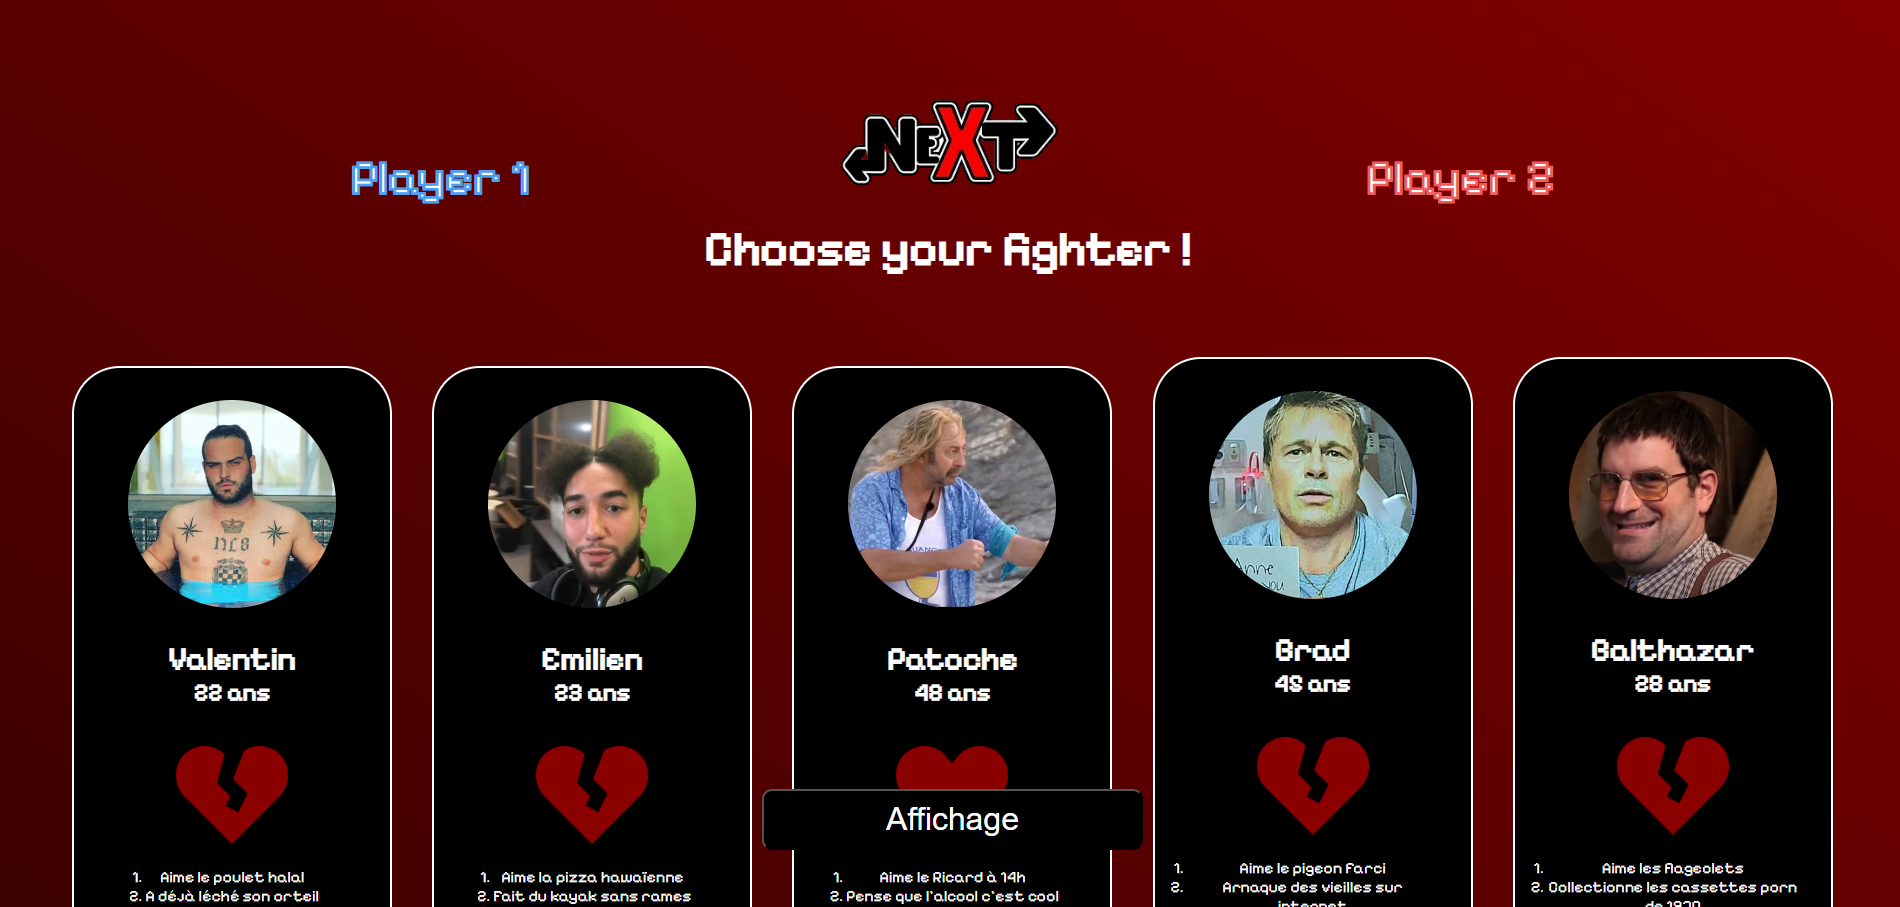 NeXT
Player 1
Player 2
Choose your fighter !
Valentin
22 ans
Emilien
23 ans
Patoche
48 ans
Brad
49 ans
Balthazar
28 ans
Affichage
1. Aime le poulet halal
2. A déjà léché son orteil
1. Aime la pizza hawaïenne
2. Fait du kayak sans rames
1. Aime le Ricard à 14h
2. Pense que l'alcool c'est cool
1. Aime le pigeon farci
2. Arnaque des vieilles sur
internet
1. Aime les flageolets
2. Collectionne les cassettes porn
de 1970
Anne
you